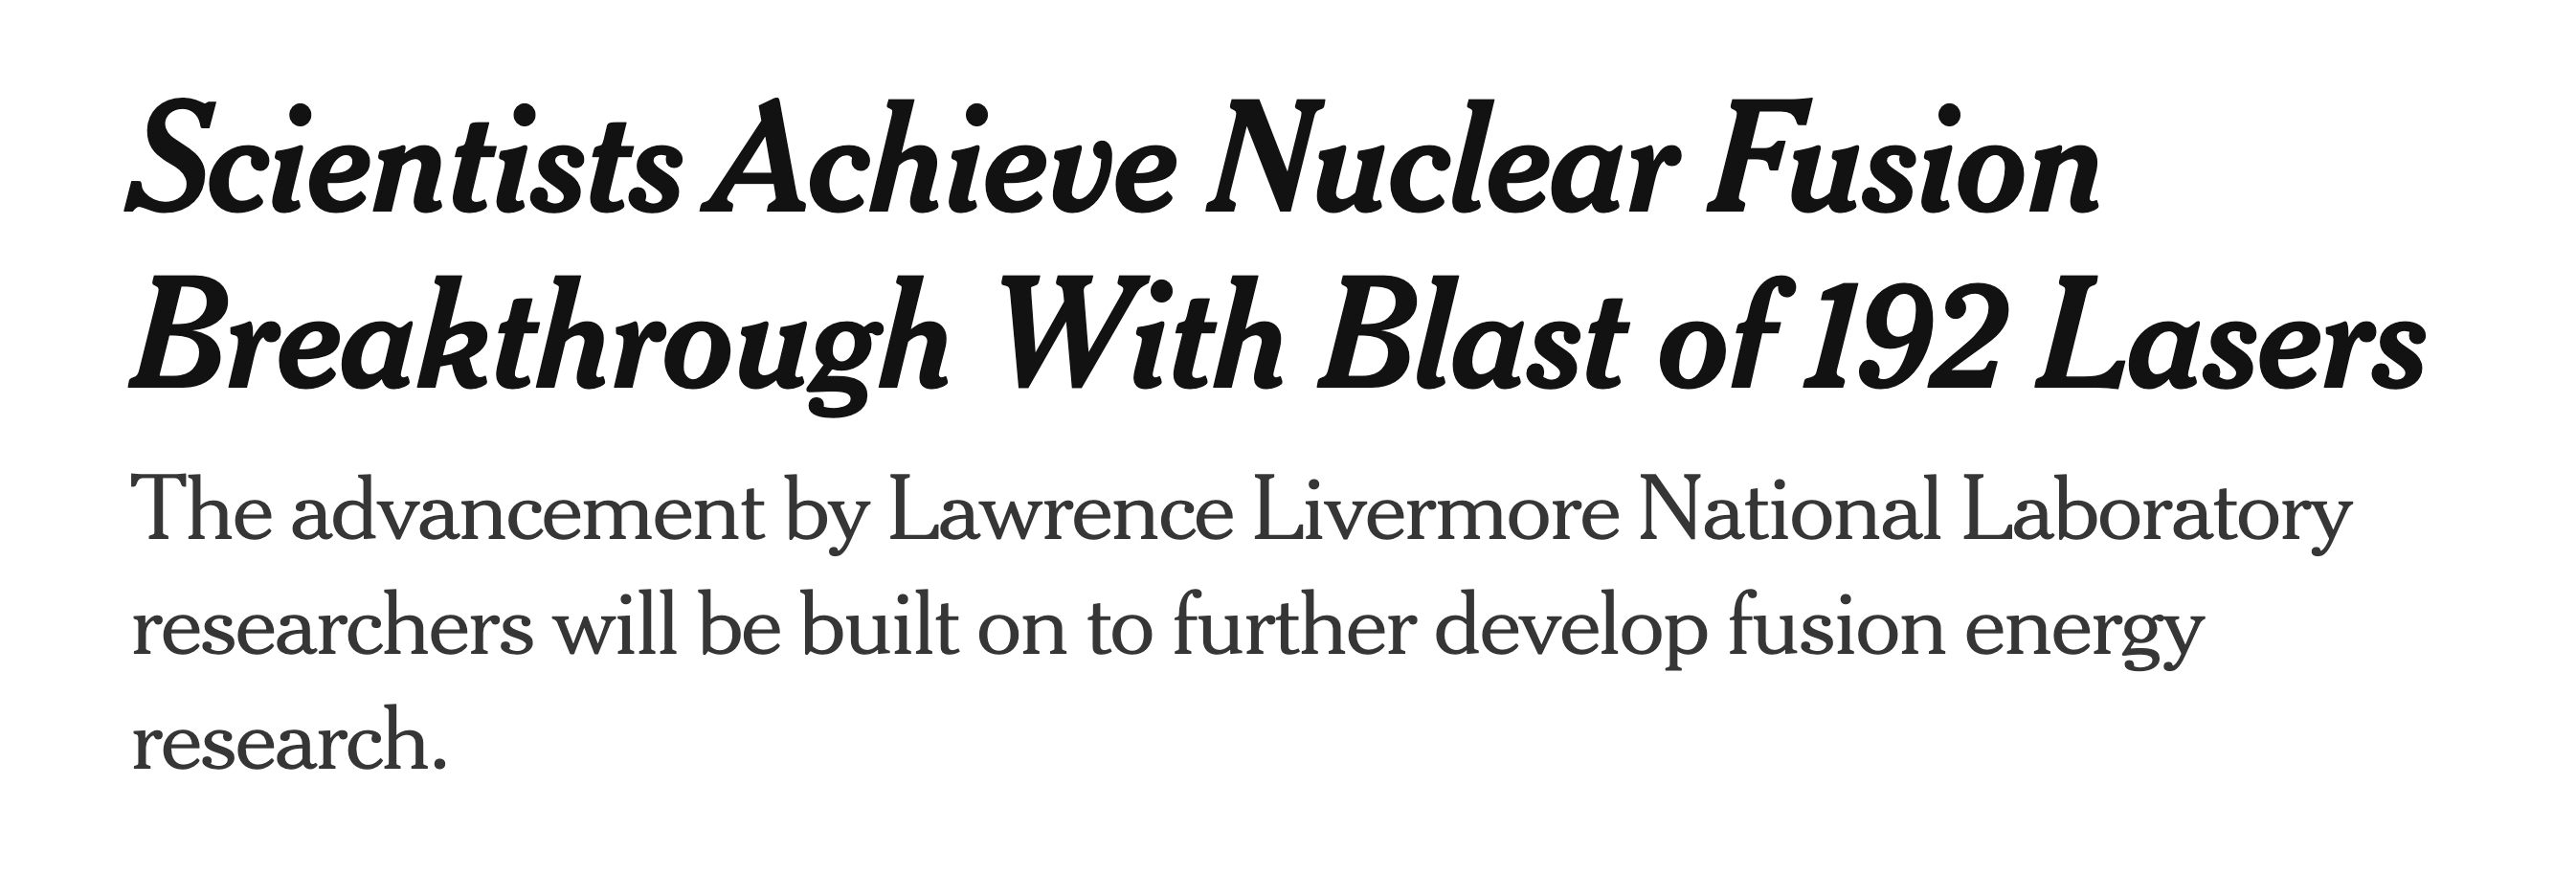 Scientists Achieve Nuclear Fusion
Breakthrough With Blast of 192 Lasers
The advancement by Lawrence Livermore National Laboratory
researchers will be built on to further develop fusion energy
research.